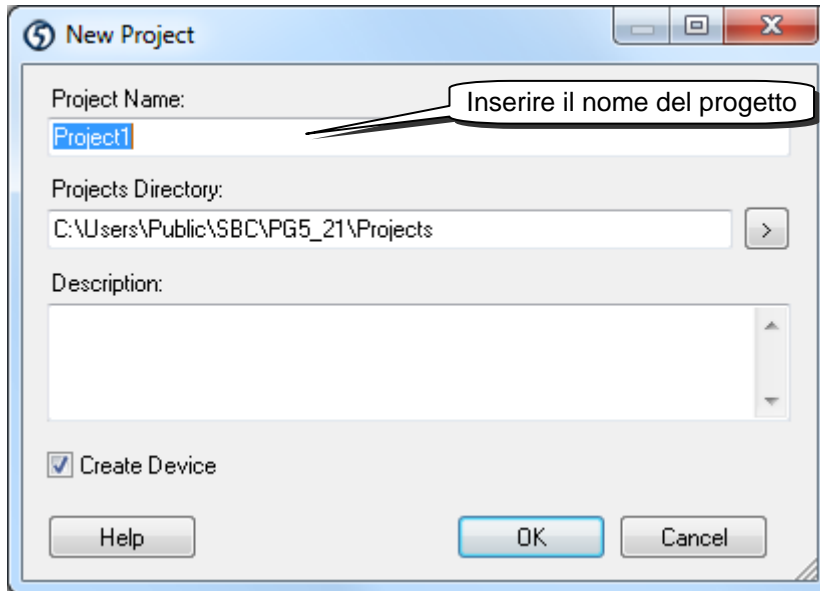 New Project
Project Name:
Inserire il nome del progetto
Project1
Projects Directory:
C:\Users\Public\SBC\PG5_21\Projects
>
Description:
Create Device
Help
OK
Cancel